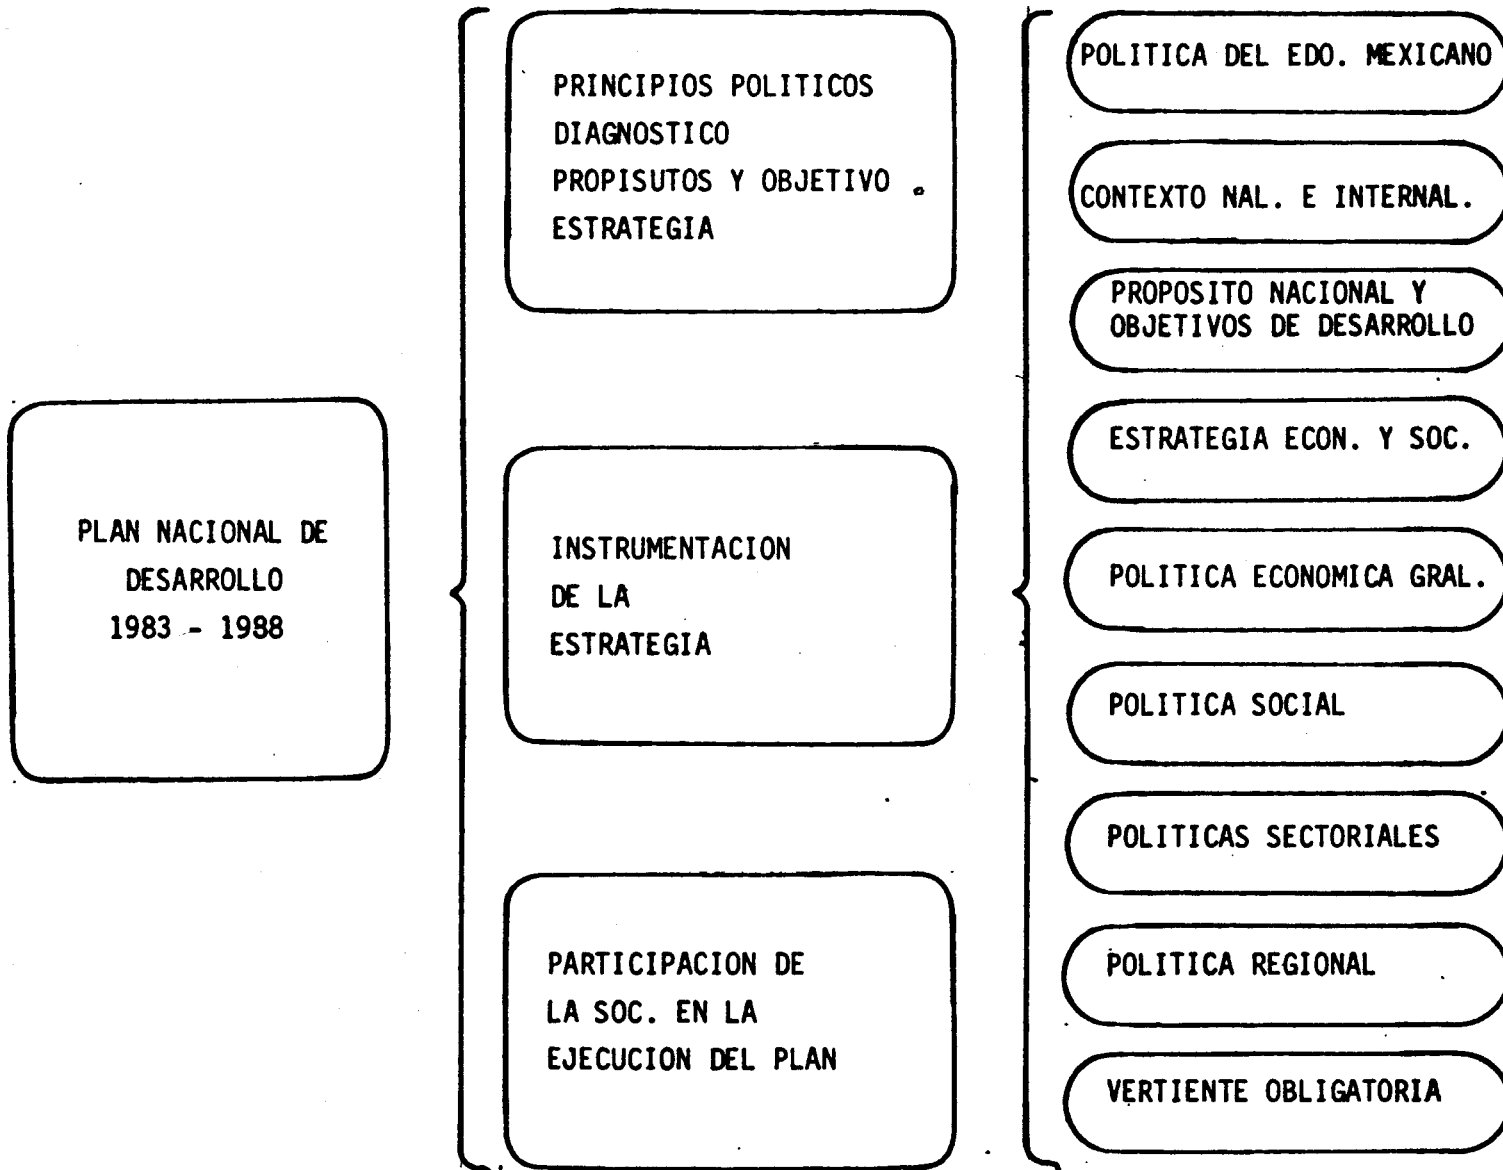 PLAN NACIONAL DE
DESARROLLO
1983 - 1988
PRINCIPIOS POLITICOS
DIAGNOSTICO
PROPISUTOS Y OBJETIVO .
ESTRATEGIA
INSTRUMENTACION
DE LA
ESTRATEGIA
PARTICIPACION DE
LA SOC. EN LA
EJECUCION DEL PLAN
POLITICA DEL EDO. MEXICANO
CONTEXTO NAL. E INTERNAL.
PROPOSITO NACIONAL Y
OBJETIVOS DE DESARROLLO
ESTRATEGIA ECON. Y SOC.
POLITICA ECONOMICA GRAL.
POLITICA SOCIAL
POLITICAS SECTORIALES
POLITICA REGIONAL
VERTIENTE OBLIGATORIA